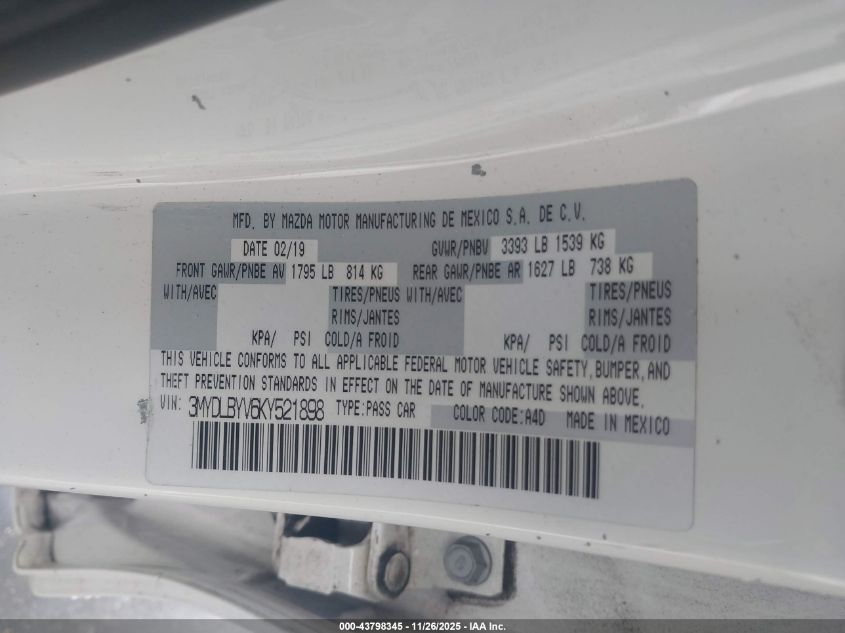 MFD. BY MAZDA MOTOR MANUFACTURING DE MEXICO S.A. DE C.V.
DATE 02/19 GVWR/PNBV 3393 LB 1539 KG
FRONT GAWR/PNBE AV 1795 LB 814 KG REAR GAWR/PNBE AR 1627 LB 738 KG
WITH/AVEC TIRES/PNEUS WITH/AVEC TIRES/PNEUS
RIMS/JANTES RIMS/JANTES
KPA/ PSI COLD/A FROID KPA/ PSI COLD/A FROID
THIS VEHICLE CONFORMS TO ALL APPLICABLE FEDERAL MOTOR VEHICLE SAFETY, BUMPER, AND
THEFT PREVENTION STANDARDS IN EFFECT ON THE DATE OF MANUFACTURE SHOWN ABOVE.
VIN: 3MYDLBYV6KY521898 TYPE:PASS CAR COLOR CODE:A4D MADE IN MEXICO
000-43798345 - 11/26/2025 - IAA Inc.